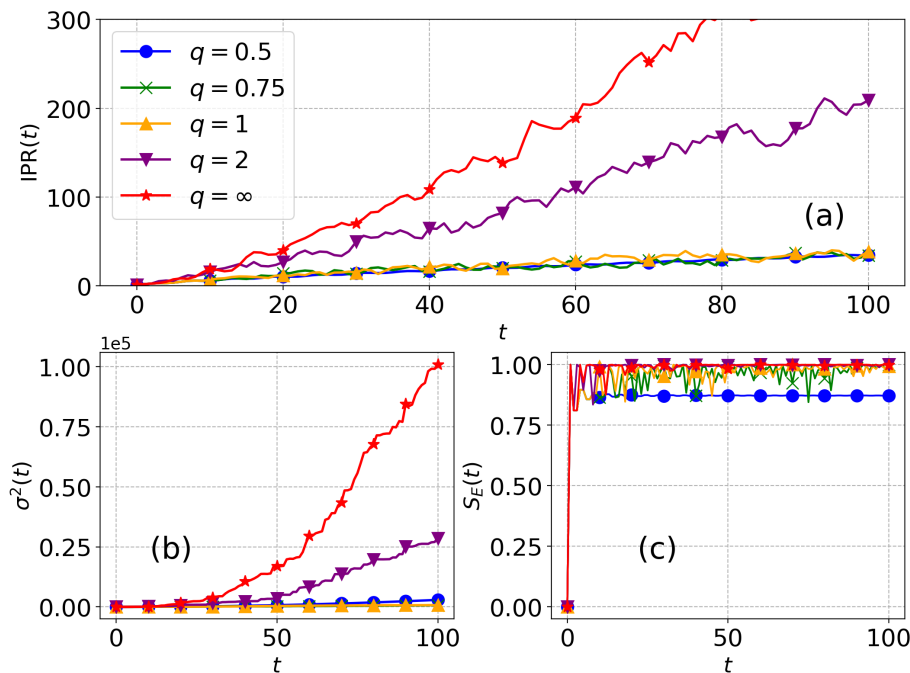 300
200
100
0
IPR(t)
q = 0.5
q = 0.75
q = 1
q = 2
q = ∞
(a)
0 20 40 60 80 100
t
1e5
1.00
0.75
0.50
0.25
0.00
σ²(t)
(b)
0 50 100
t
1.00
0.75
0.50
0.25
0.00
S_E(t)
(c)
0 50 100
t